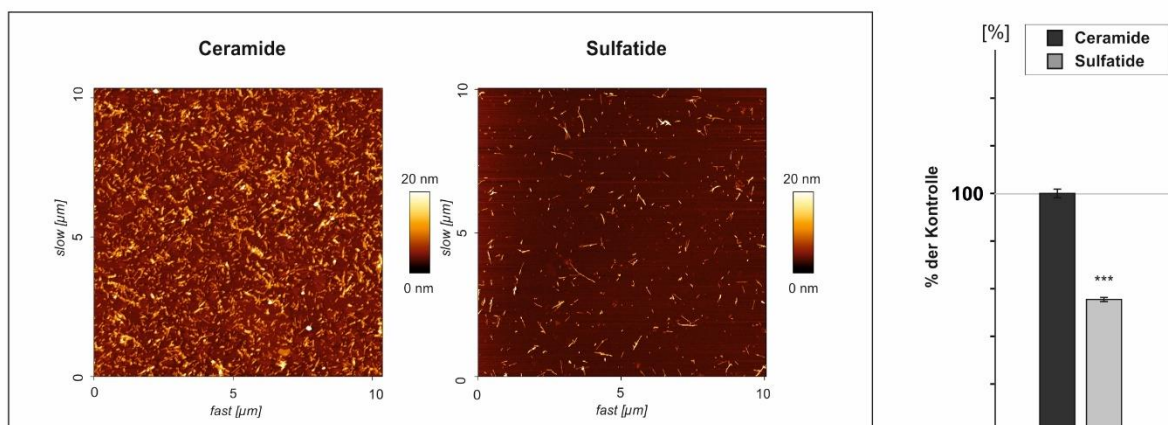 Ceramide
Sulfatide
10
5
0
slow [µm]
0
5
10
fast [µm]
20 nm
0 nm
10
5
0
slow [µm]
0
5
10
fast [µm]
20 nm
0 nm
[%]
Ceramide
Sulfatide
100
% der Kontrolle
***